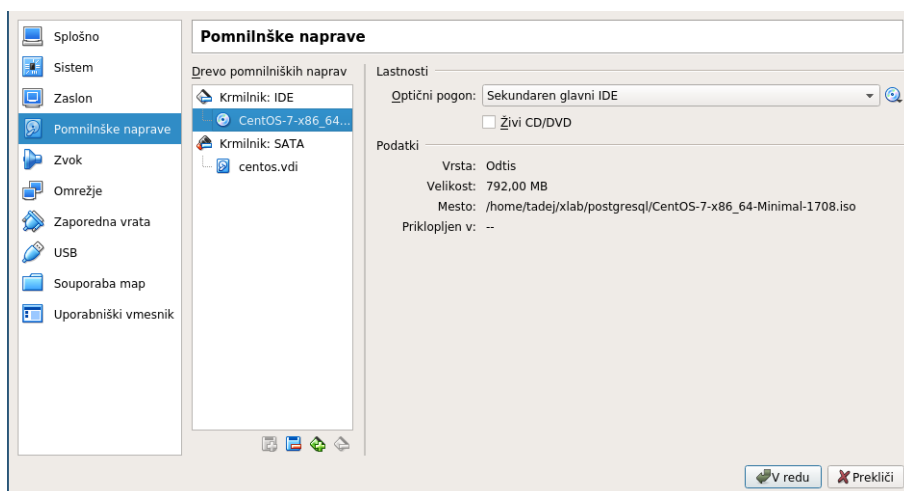 Splošno
Sistem
Zaslon
Pomnilnške naprave
Zvok
Omrežje
Zaporedna vrata
USB
Souporaba map
Uporabniški vmesnik
Pomnilnške naprave
Drevo pomnilniških naprav
Krmilnik: IDE
CentOS-7-x86_64...
Krmilnik: SATA
centos.vdi
Lastnosti
Optični pogon: Sekundaren glavni IDE
Živi CD/DVD
Podatki
Vrsta: Odtis
Velikost: 792,00 MB
Mesto: /home/tadej/xlab/postgresql/CentOS-7-x86_64-Minimal-1708.iso
Priklopljen v: --
V redu
Prekliči